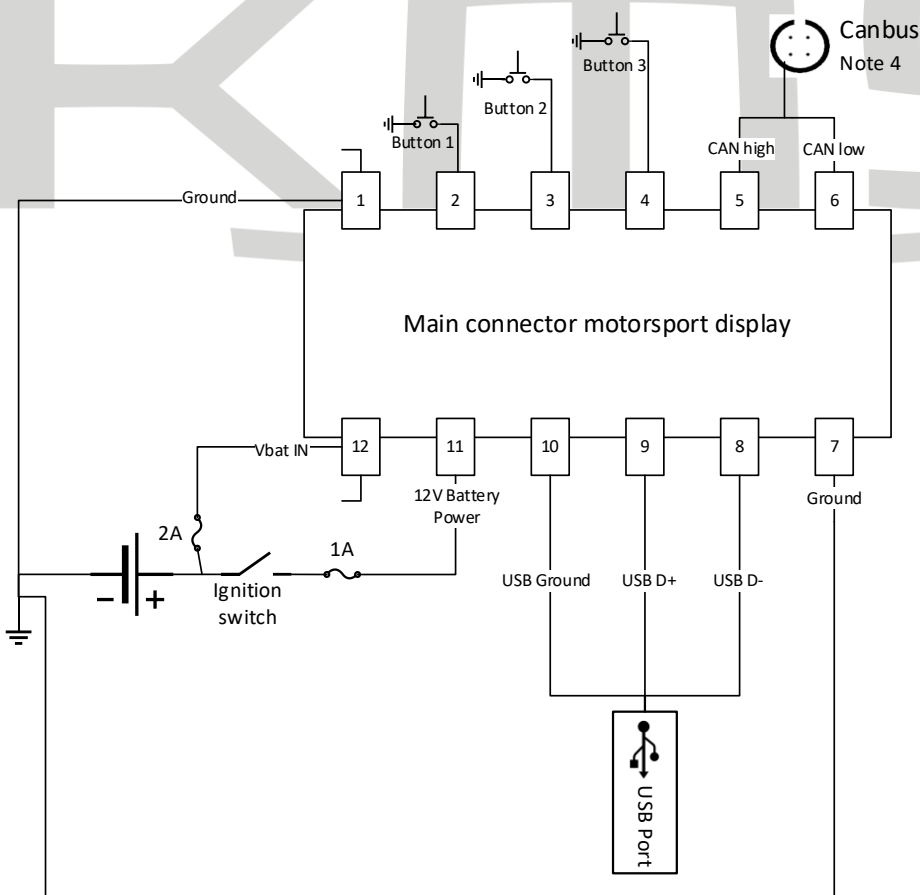 Canbus
Note 4
Button 3
Button 2
Button 1
CAN high
CAN low
Ground
1
2
3
4
5
6
Main connector motorsport display
Vbat IN
12
11
10
9
8
7
12V Battery
Power
Ground
2A
1A
Ignition
switch
USB Ground
USB D+
USB D-
USB Port